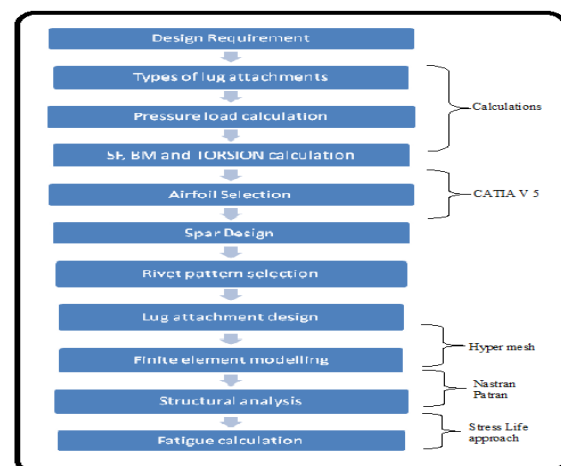 Design Requirement
Types of lug attachments
Pressure load calculation
Calculations
SF, BM and TORSION calculation
Airfoil Selection
CATIA V 5
Spar Design
Rivet pattern selection
Lug attachment design
Hyper mesh
Finite element modelling
Nastran
Patran
Structural analysis
Stress Life
approach
Fatigue calculation